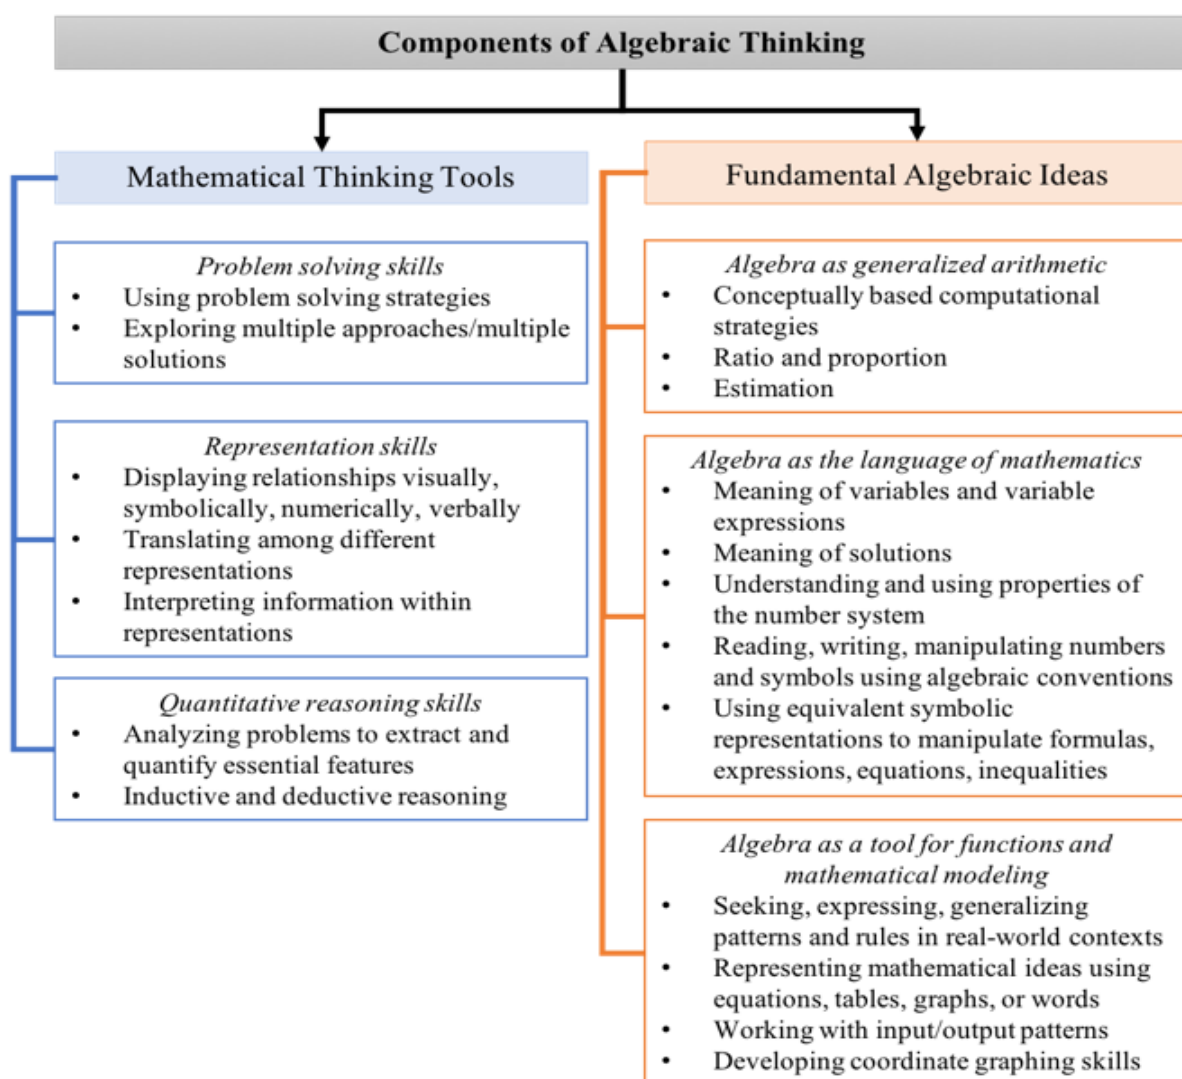 Components of Algebraic Thinking
Mathematical Thinking Tools
Problem solving skills
• Using problem solving strategies
• Exploring multiple approaches/multiple
solutions
Representation skills
• Displaying relationships visually,
symbolically, numerically, verbally
• Translating among different
representations
• Interpreting information within
representations
Quantitative reasoning skills
• Analyzing problems to extract and
quantify essential features
• Inductive and deductive reasoning
Fundamental Algebraic Ideas
Algebra as generalized arithmetic
• Conceptually based computational
strategies
• Ratio and proportion
• Estimation
Algebra as the language of mathematics
• Meaning of variables and variable
expressions
• Meaning of solutions
• Understanding and using properties of
the number system
• Reading, writing, manipulating numbers
and symbols using algebraic conventions
• Using equivalent symbolic
representations to manipulate formulas,
expressions, equations, inequalities
Algebra as a tool for functions and
mathematical modeling
• Seeking, expressing, generalizing
patterns and rules in real-world contexts
• Representing mathematical ideas using
equations, tables, graphs, or words
• Working with input/output patterns
• Developing coordinate graphing skills